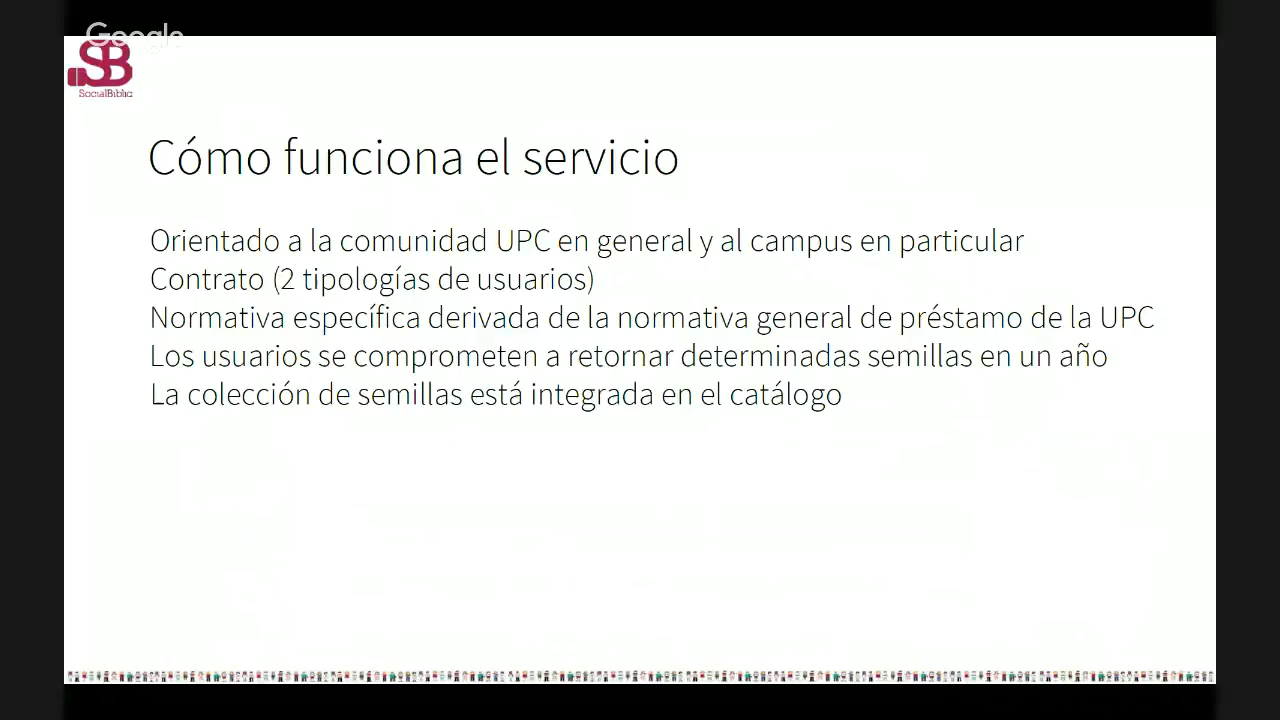 Google
SB
SocialBiblio
Cómo funciona el servicio
Orientado a la comunidad UPC en general y al campus en particular
Contrato (2 tipologías de usuarios)
Normativa específica derivada de la normativa general de préstamo de la UPC
Los usuarios se comprometen a retornar determinadas semillas en un año
La colección de semillas está integrada en el catálogo